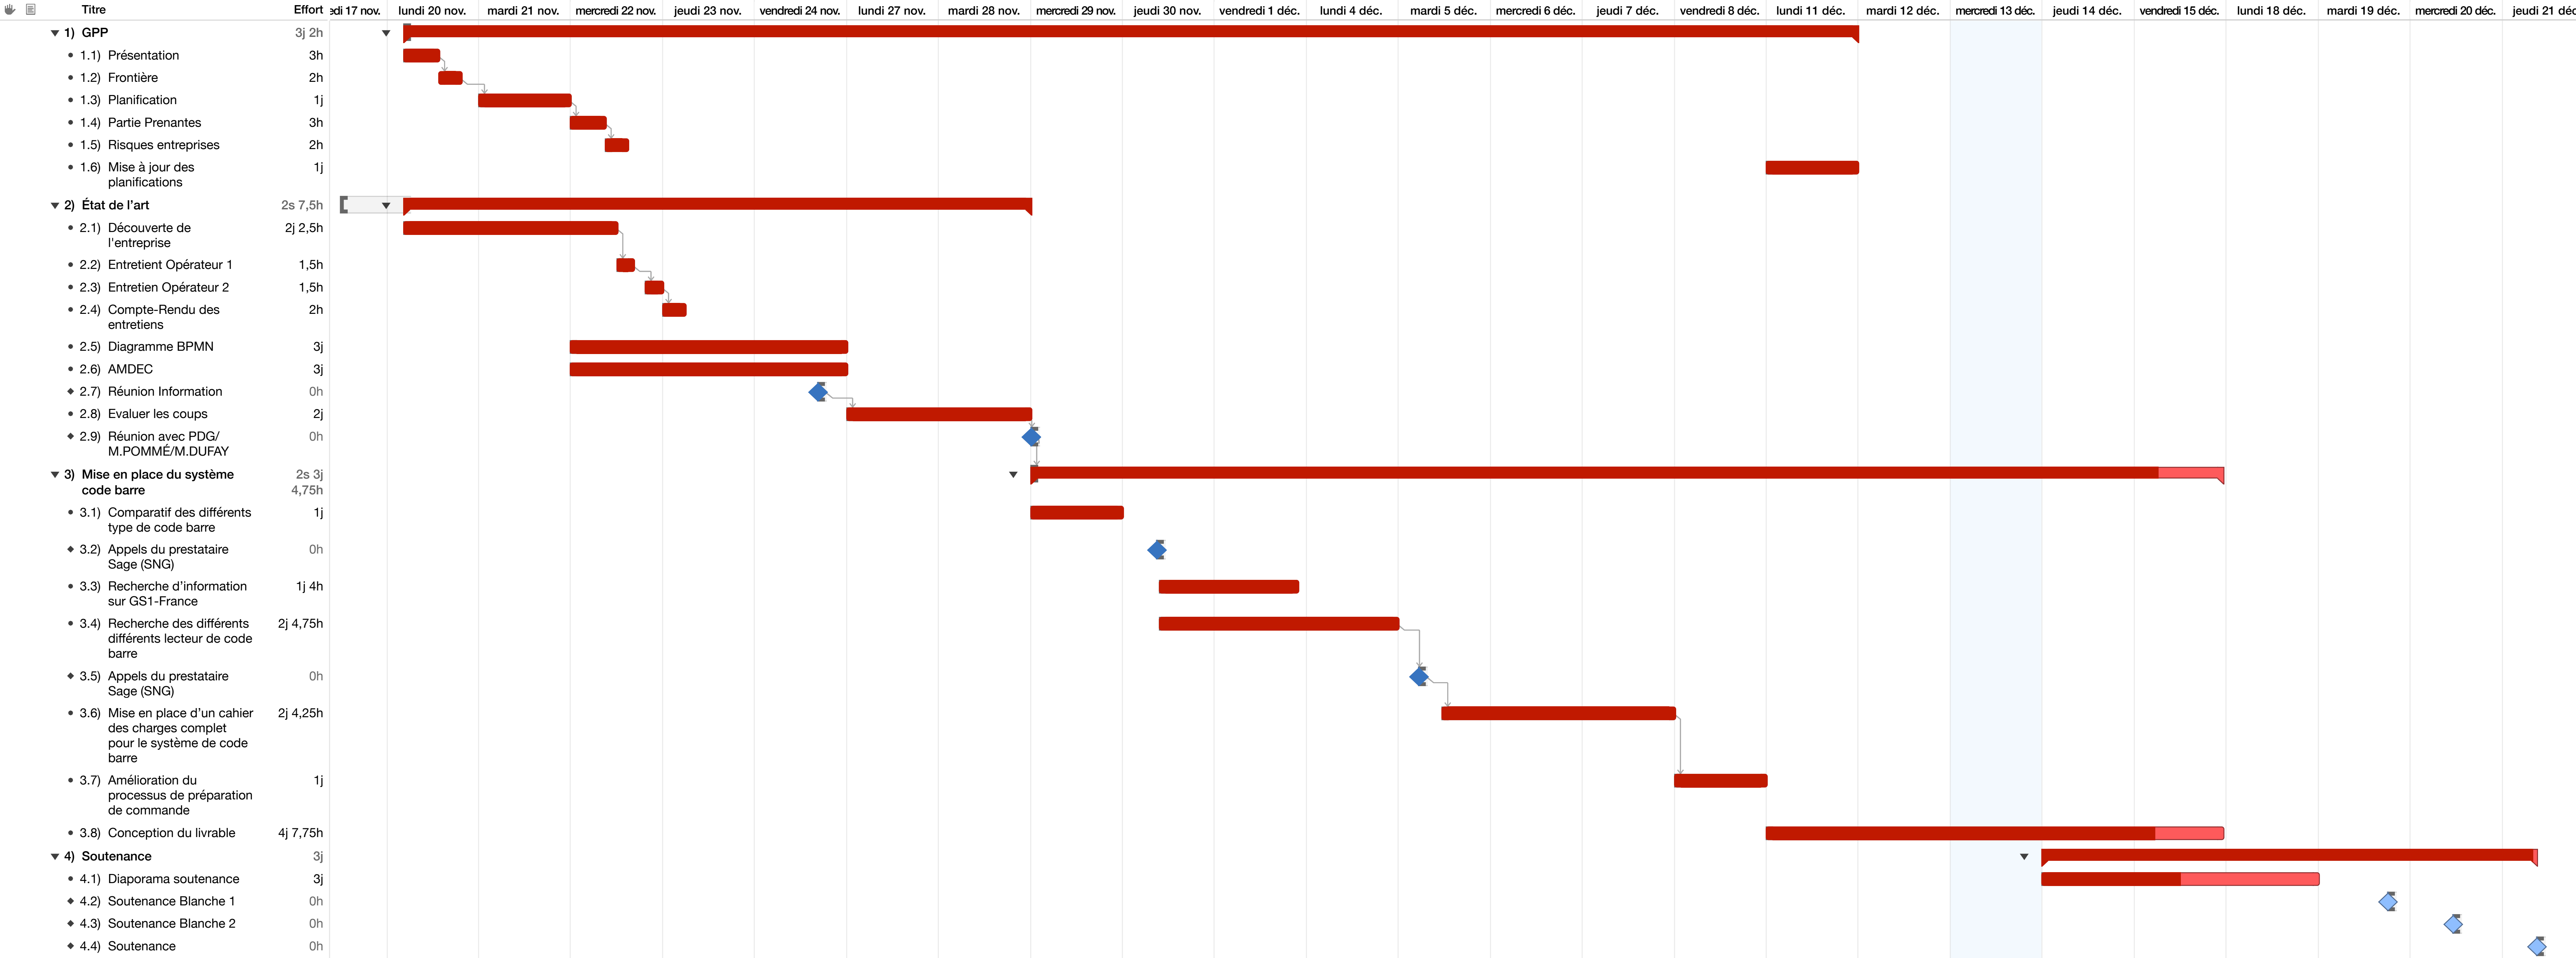 Titre Effort edi 17 nov. lundi 20 nov. mardi 21 nov. mercredi 22 nov. jeudi 23 nov. vendredi 24 nov. lundi 27 nov. mardi 28 nov. mercredi 29 nov. jeudi 30 nov. vendredi 1 déc. lundi 4 déc. mardi 5 déc. mercredi 6 déc. jeudi 7 déc. vendredi 8 déc. lundi 11 déc. mardi 12 déc. mercredi 13 déc. jeudi 14 déc. vendredi 15 déc. lundi 18 déc. mardi 19 déc. mercredi 20 déc. jeudi 21 déc
1) GPP 3j 2h
1.1) Présentation 3h
1.2) Frontière 2h
1.3) Planification 1j
1.4) Partie Prenantes 3h
1.5) Risques entreprises 2h
1.6) Mise à jour des 1j
planifications
2) État de l’art 2s 7,5h
2.1) Découverte de 2j 2,5h
l'entreprise
2.2) Entretient Opérateur 1 1,5h
2.3) Entretien Opérateur 2 1,5h
2.4) Compte-Rendu des 2h
entretiens
2.5) Diagramme BPMN 3j
2.6) AMDEC 3j
2.7) Réunion Information 0h
2.8) Evaluer les coups 2j
2.9) Réunion avec PDG/ 0h
M.POMMÉ/M.DUFAY
3) Mise en place du système 2s 3j
code barre 4,75h
3.1) Comparatif des différents 1j
type de code barre
3.2) Appels du prestataire 0h
Sage (SNG)
3.3) Recherche d’information 1j 4h
sur GS1-France
3.4) Recherche des différents 2j 4,75h
différents lecteur de code
barre
3.5) Appels du prestataire 0h
Sage (SNG)
3.6) Mise en place d’un cahier 2j 4,25h
des charges complet
pour le système de code
barre
3.7) Amélioration du 1j
processus de préparation
de commande
3.8) Conception du livrable 4j 7,75h
4) Soutenance 3j
4.1) Diaporama soutenance 3j
4.2) Soutenance Blanche 1 0h
4.3) Soutenance Blanche 2 0h
4.4) Soutenance 0h